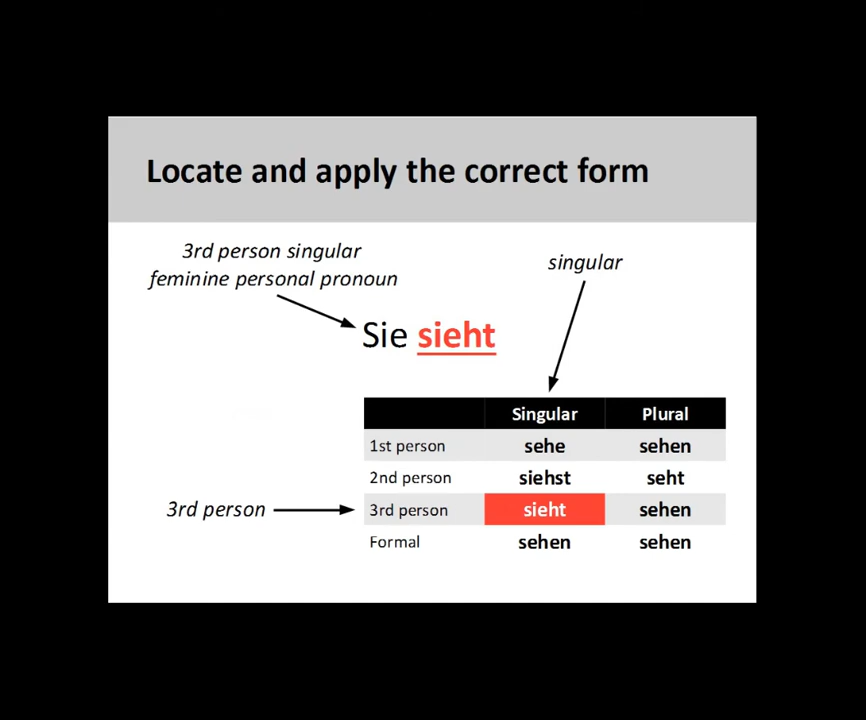 Locate and apply the correct form
3rd person singular
feminine personal pronoun
singular
Sie sieht
Singular Plural
1st person sehe sehen
2nd person siehst seht
3rd person
3rd person sieht sehen
Formal sehen sehen